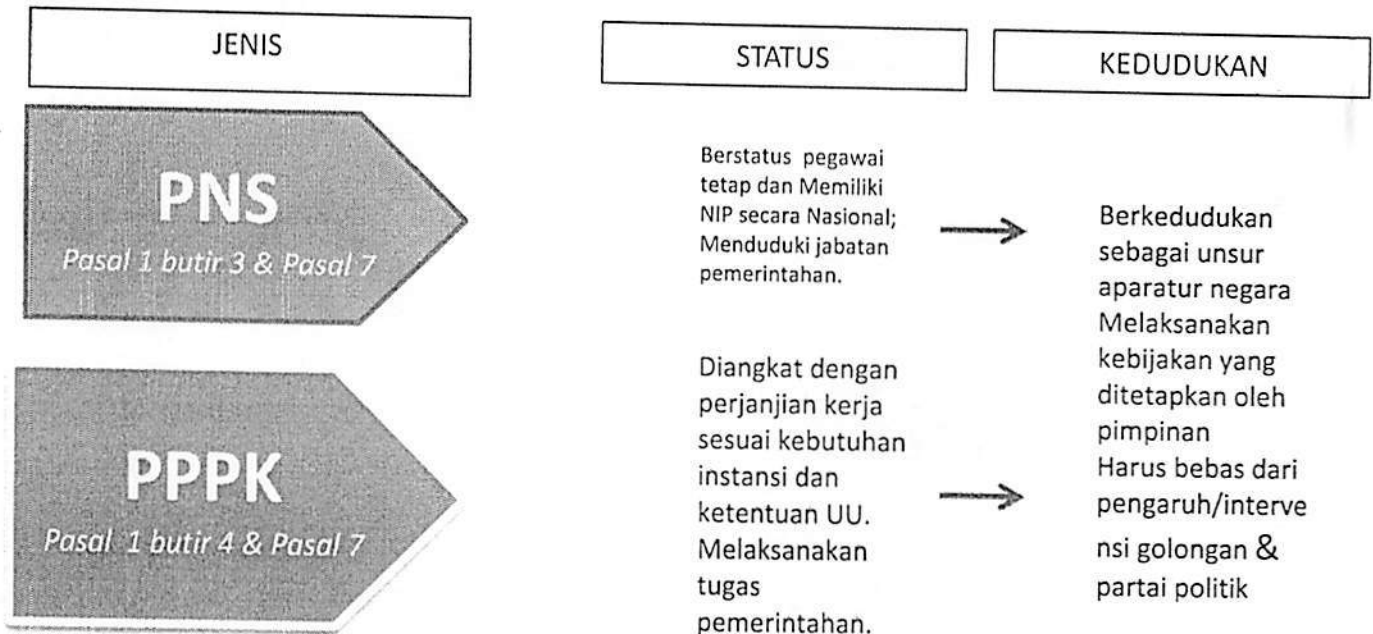 JENIS
STATUS
KEDUDUKAN
PNS
Pasal 1 butir 3 & Pasal 7
Berstatus pegawai
tetap dan Memiliki
NIP secara Nasional;
Menduduki jabatan
pemerintahan.
PPPK
Pasal 1 butir 4 & Pasal 7
Diangkat dengan
perjanjian kerja
sesuai kebutuhan
instansi dan
ketentuan UU.
Melaksanakan
tugas
pemerintahan.
Berkedudukan
sebagai unsur
aparatur negara
Melaksanakan
kebijakan yang
ditetapkan oleh
pimpinan
Harus bebas dari
pengaruh/interve
nsi golongan &
partai politik